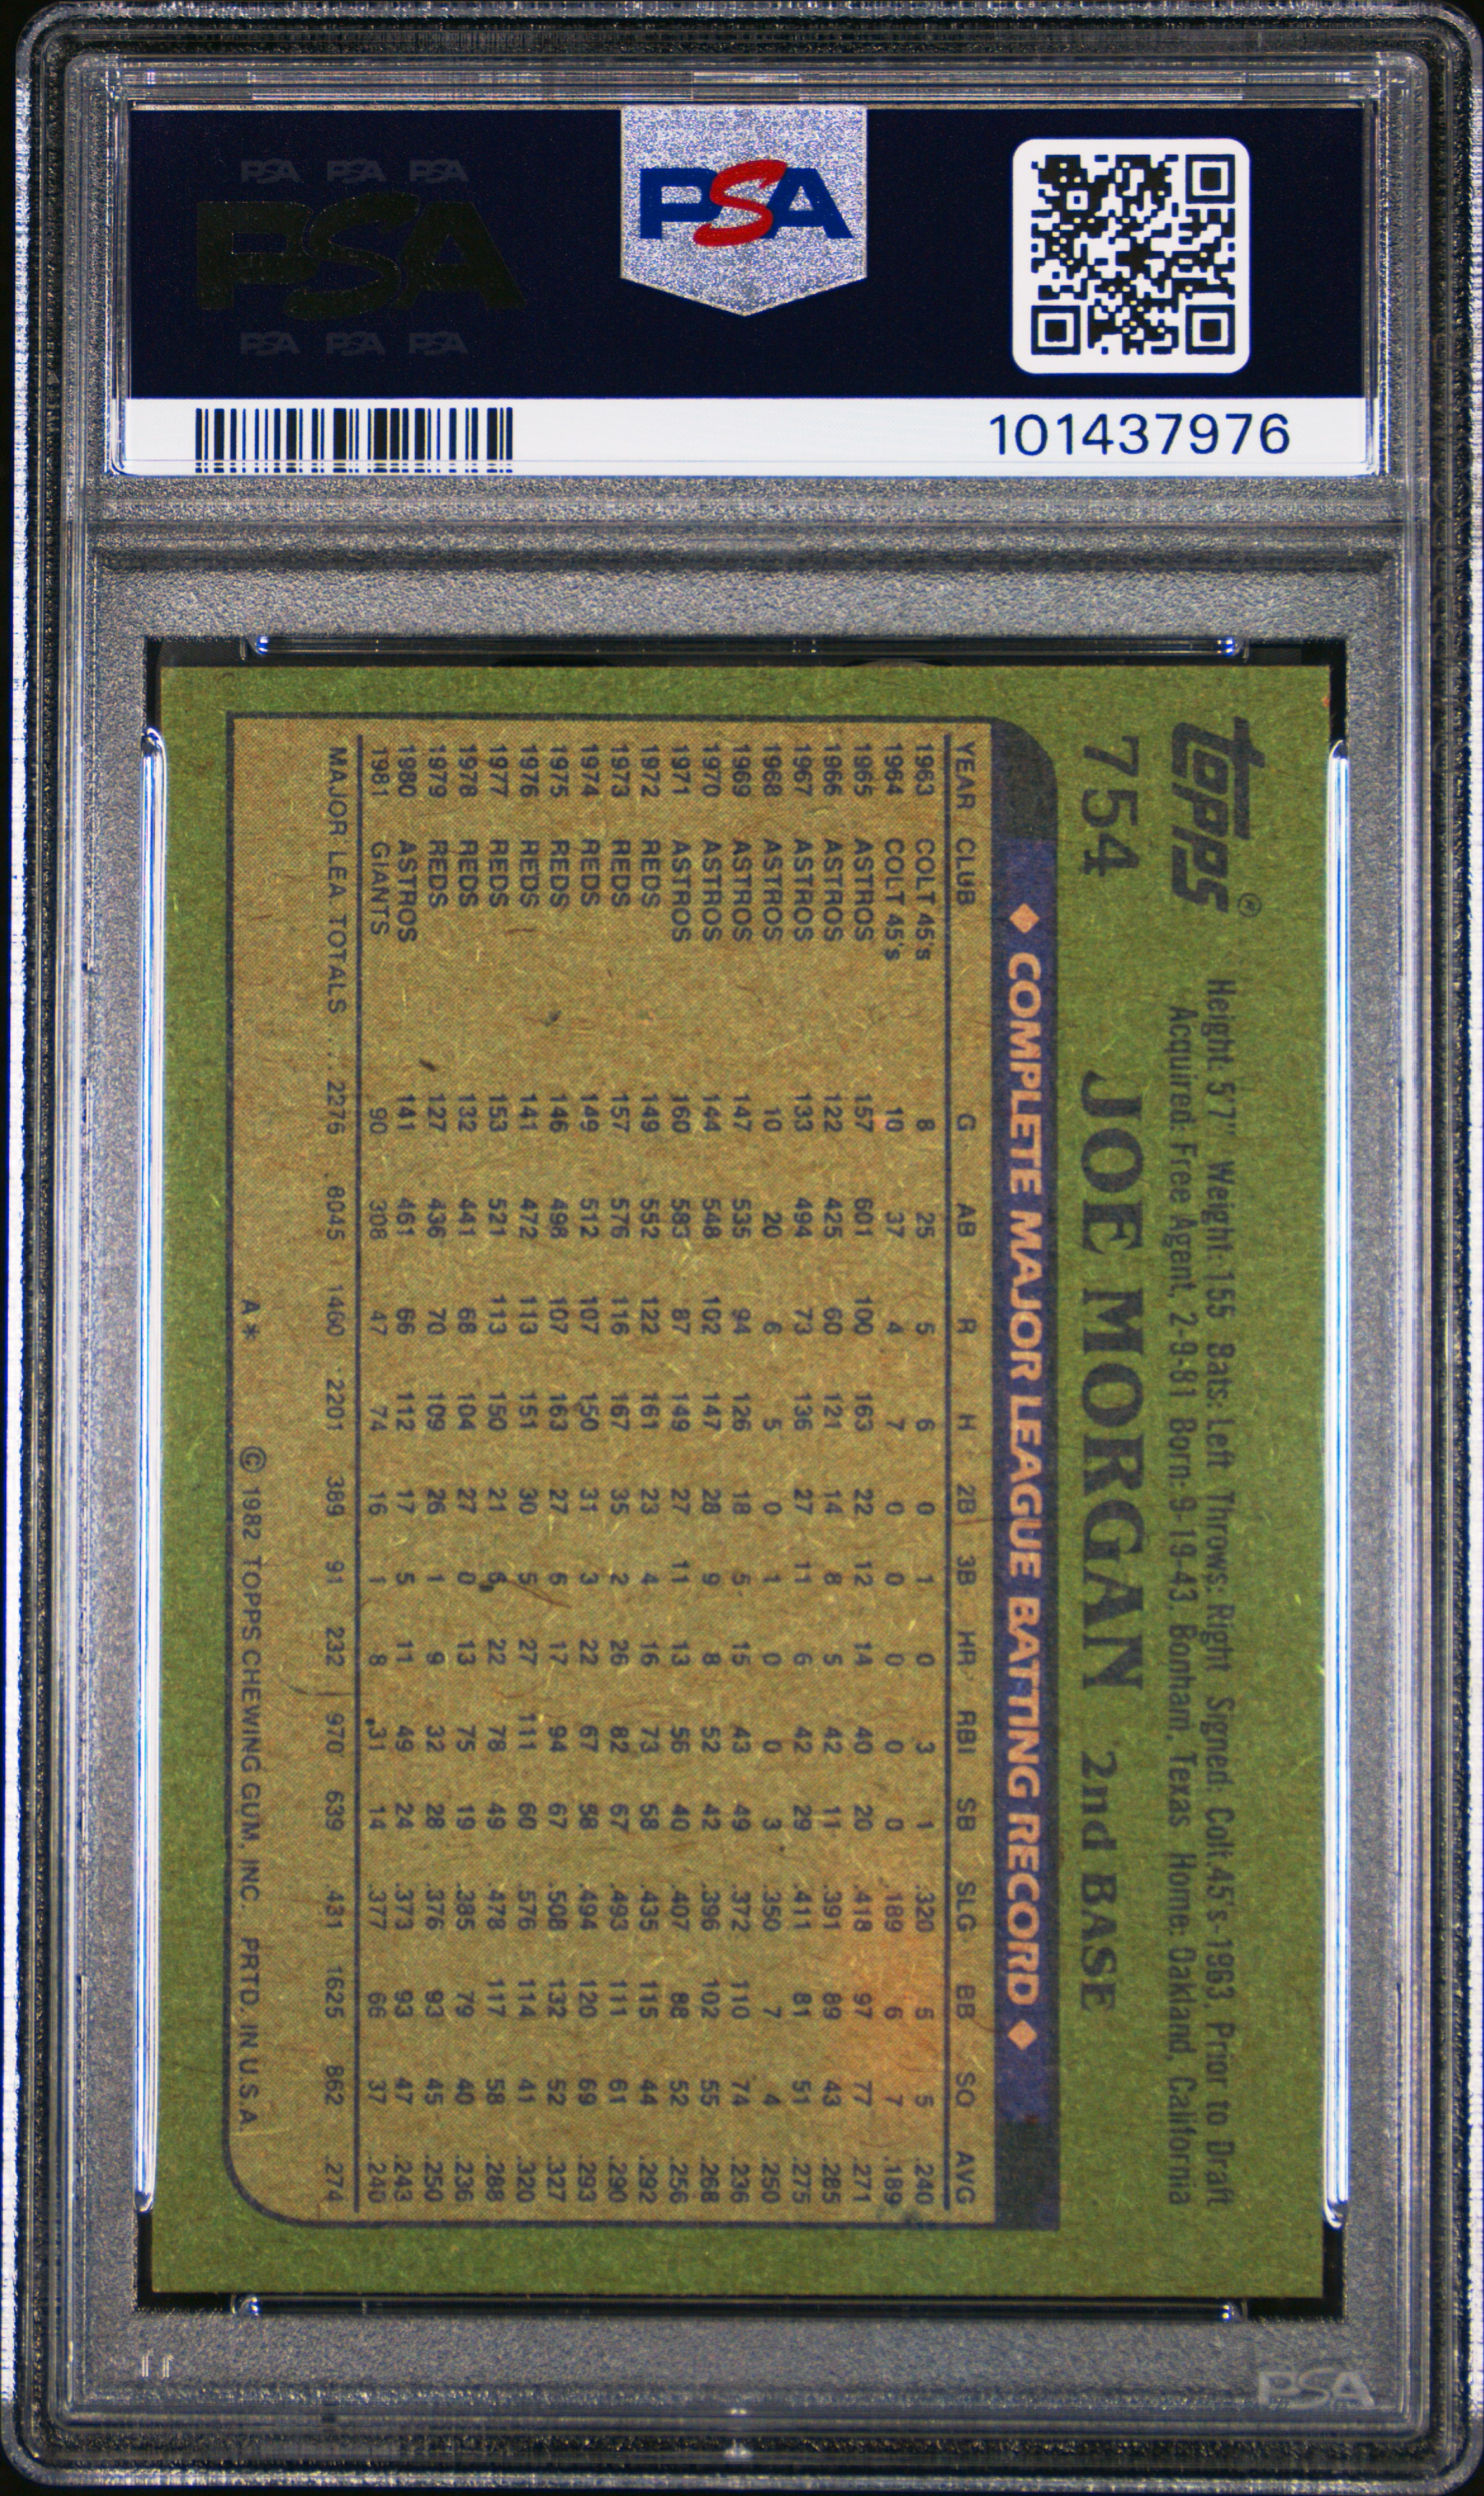 PSA PSA PSA
PSA
PSA PSA PSA
PSA
101437976
topps®
Height: 5'7" Weight: 155 Bats: Left Throws: Right Signed: Colt 45's-1963, Prior to Draft
Acquired: Free Agent, 2-9-81 Born: 9-19-43, Bonham, Texas Home: Oakland, California
754 JOE MORGAN 2nd BASE
◆ COMPLETE MAJOR LEAGUE BATTING RECORD ◆
YEAR CLUB G AB R H 2B 3B HR RBI SB SLG BB SO AVG
1963 COLT 45's 8 25 5 6 0 1 0 3 1 .320 5 5 .240
1964 COLT 45's 10 37 4 7 0 0 0 0 0 .189 6 7 .189
1965 ASTROS 157 601 100 163 22 12 14 40 20 .418 97 77 .271
1966 ASTROS 122 425 60 121 14 8 5 42 11 .391 89 43 .285
1967 ASTROS 133 494 73 136 27 11 6 42 29 .411 81 51 .275
1968 ASTROS 10 20 6 5 0 1 0 0 3 .350 7 4 .250
1969 ASTROS 147 535 94 126 18 5 15 43 49 .372 110 74 .236
1970 ASTROS 144 548 102 147 28 9 8 52 42 .396 102 55 .268
1971 ASTROS 160 583 87 149 27 11 13 56 40 .407 88 52 .256
1972 REDS 149 552 122 161 23 4 16 73 58 .435 115 44 .292
1973 REDS 157 576 116 167 35 2 26 82 67 .493 111 61 .290
1974 REDS 149 512 107 150 31 3 22 67 58 .494 120 69 .293
1975 REDS 146 498 107 163 27 6 17 94 67 .508 132 52 .327
1976 REDS 141 472 113 151 30 5 27 111 60 .576 114 41 .320
1977 REDS 153 521 113 150 21 6 22 78 49 .478 117 58 .288
1978 REDS 132 441 68 104 27 0 13 75 19 .385 79 40 .236
1979 REDS 127 436 70 109 26 1 9 32 28 .376 93 45 .250
1980 ASTROS 141 461 66 112 17 5 11 49 24 .373 93 47 .243
1981 GIANTS 90 308 47 74 16 1 8 31 14 .377 66 37 .240
MAJOR LEA. TOTALS ... 2276 8045 1460 2201 389 91 232 970 639 .431 1625 862 .274
A* © 1982 TOPPS CHEWING GUM, INC. PRTD. IN U.S.A.
PSA